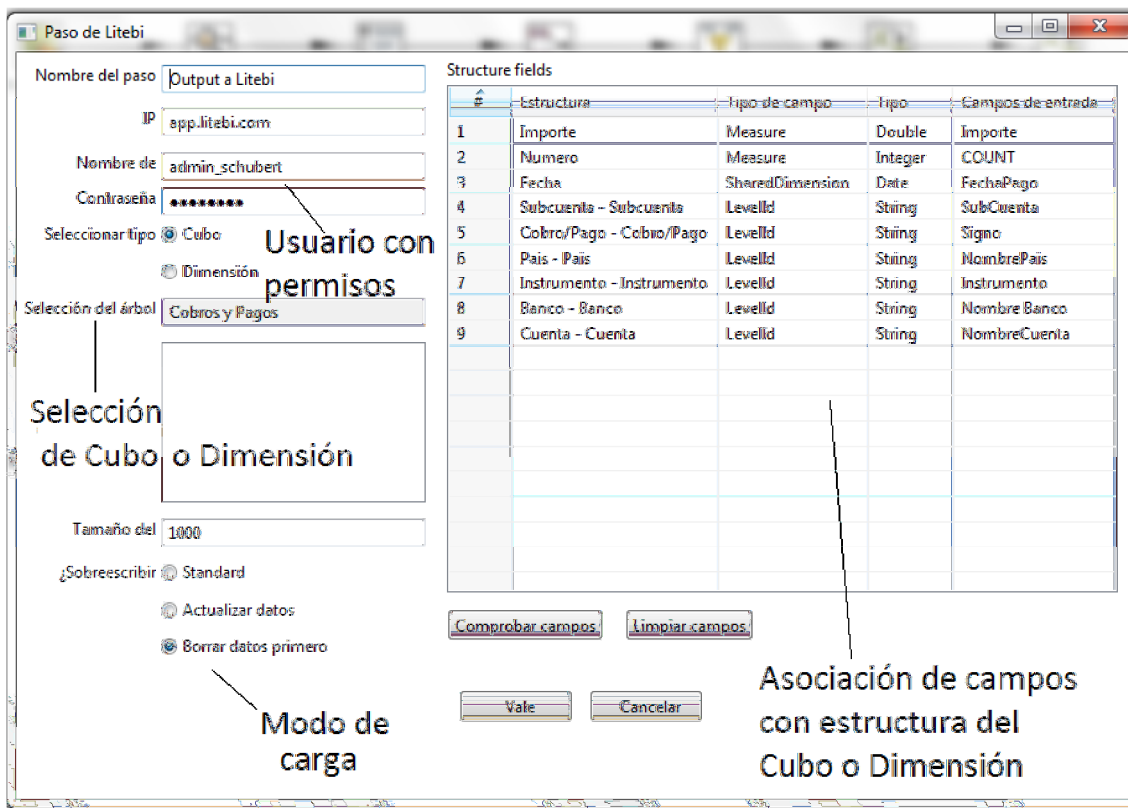 Paso de Litebi
Nombre del paso Output a Litebi
IP app.litebi.com
Nombre de admin_schubert
Contraseña ●●●●●●●●
Seleccionar tipo Cubo
Dimensión
Usuario con
permisos
Selección del árbol Cobros y Pagos
Selección
de Cubo o Dimensión
Tamaño del 1000
¿Sobreescribir Standard
Actualizar datos
Borrar datos primero
Modo de
carga
Structure fields
# Estructura Tipo de campo Tipo Campos de entrada
1 Importe Measure Double Importe
2 Numero Measure Integer COUNT
3 Fecha SharedDimension Date FechaPago
4 Subcuenta - Subcuenta LevelId String SubCuenta
5 Cobro/Pago - Cobro/Pago LevelId String Signo
6 Pais - Pais LevelId String NombrePais
7 Instrumento - Instrumento LevelId String Instrumento
8 Banco - Banco LevelId String Nombre Banco
9 Cuenta - Cuenta LevelId String NombreCuenta
Comprobar campos Limpiar campos
Vale Cancelar
Asociación de campos
con estructura del
Cubo o Dimensión